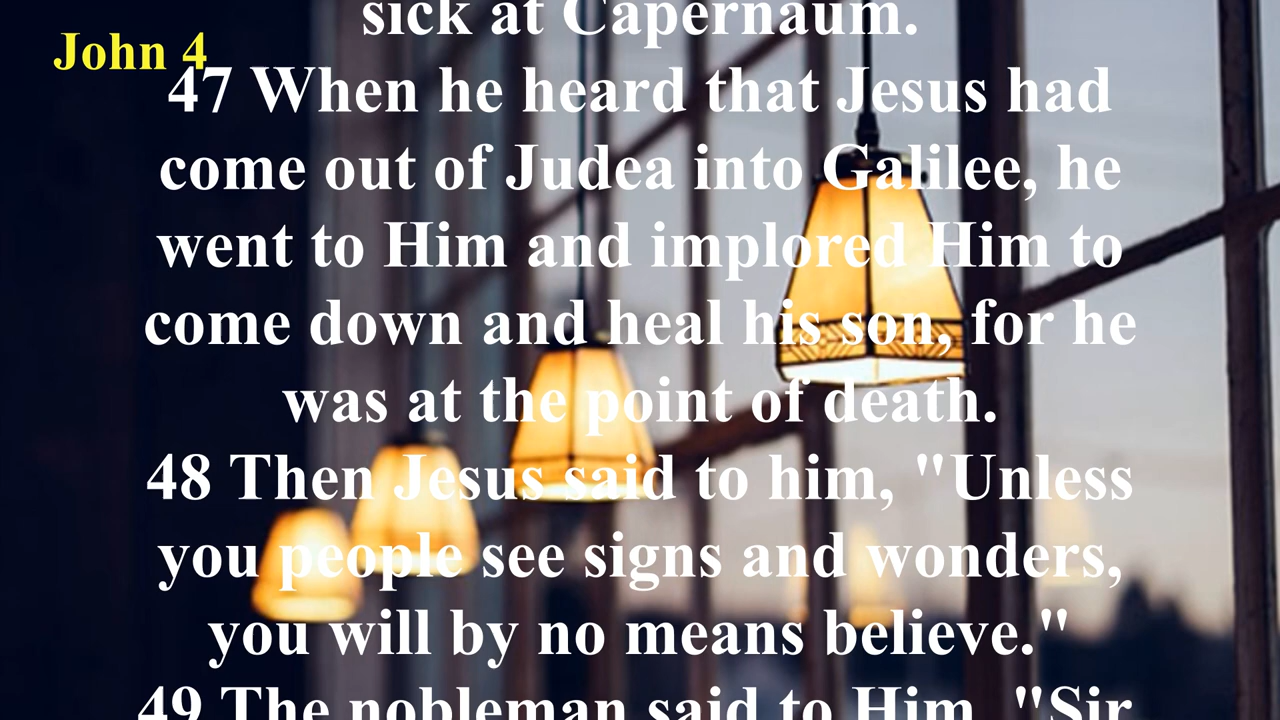 sick at Capernaum.
John 4
47 When he heard that Jesus had
come out of Judea into Galilee, he
went to Him and implored Him to
come down and heal his son, for he
was at the point of death.
48 Then Jesus said to him, "Unless
you people see signs and wonders,
you will by no means believe."
49 The nobleman said to Him, "Sir